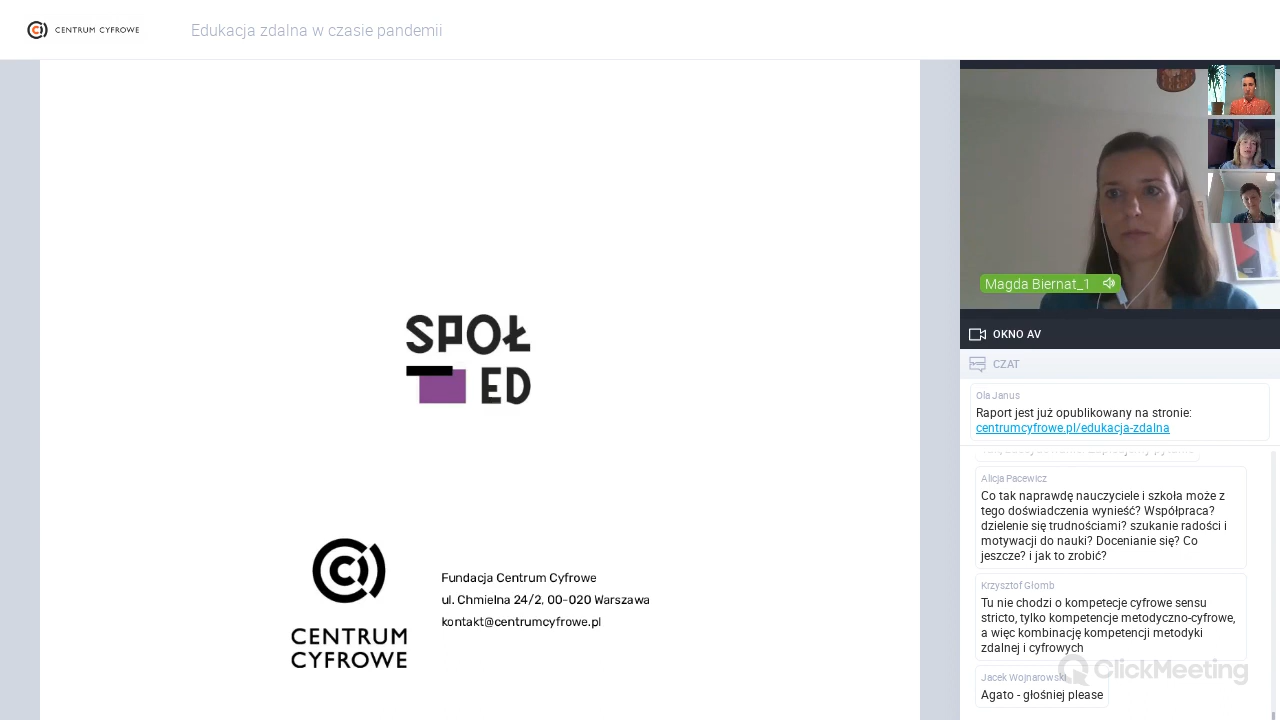 CENTRUM CYFROWE
Edukacja zdalna w czasie pandemii
SPOŁ
ED
CENTRUM
CYFROWE
Fundacja Centrum Cyfrowe
ul. Chmielna 24/2, 00-020 Warszawa
kontakt@centrumcyfrowe.pl
Magda Biernat_1
OKNO AV
CZAT
Ola Janus
Raport jest już opublikowany na stronie:
centrumcyfrowe.pl/edukacja-zdalna
Alicja Pacewicz
Co tak naprawdę nauczyciele i szkoła może z
tego doświadczenia wynieść? Współpraca?
dzielenie się trudnościami? szukanie radości i
motywacji do nauki? Docenianie się? Co
jeszcze? i jak to zrobić?
Krzysztof Głomb
Tu nie chodzi o kompetecje cyfrowe sensu
stricto, tylko kompetencje metodyczno-cyfrowe,
a więc kombinację kompetencji metodyki
zdalnej i cyfrowych
Jacek Wojnarowski
Agato - głośniej please
ClickMeeting